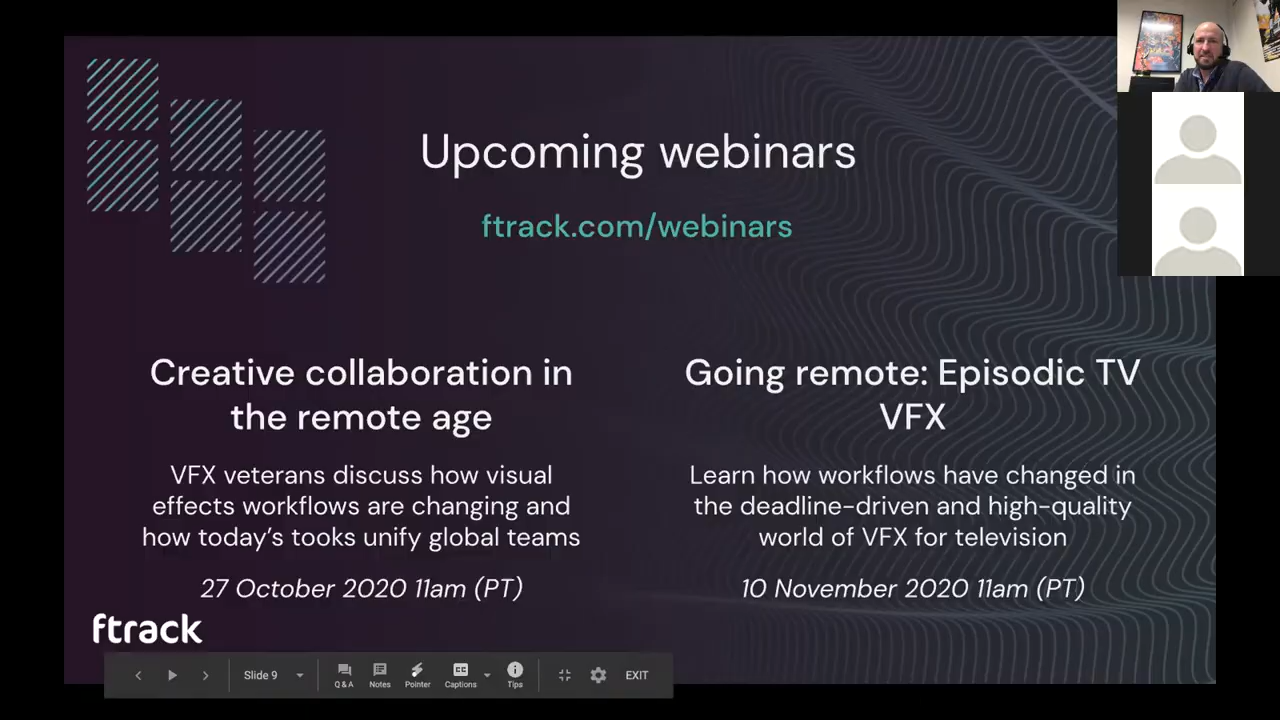 Upcoming webinars
ftrack.com/webinars
Creative collaboration in
the remote age
VFX veterans discuss how visual
effects workflows are changing and
how today's tooks unify global teams
27 October 2020 11am (PT)
Going remote: Episodic TV
VFX
Learn how workflows have changed in
the deadline-driven and high-quality
world of VFX for television
10 November 2020 11am (PT)
ftrack
Slide 9
Q & A
Notes
Pointer
Captions
Tips
EXIT